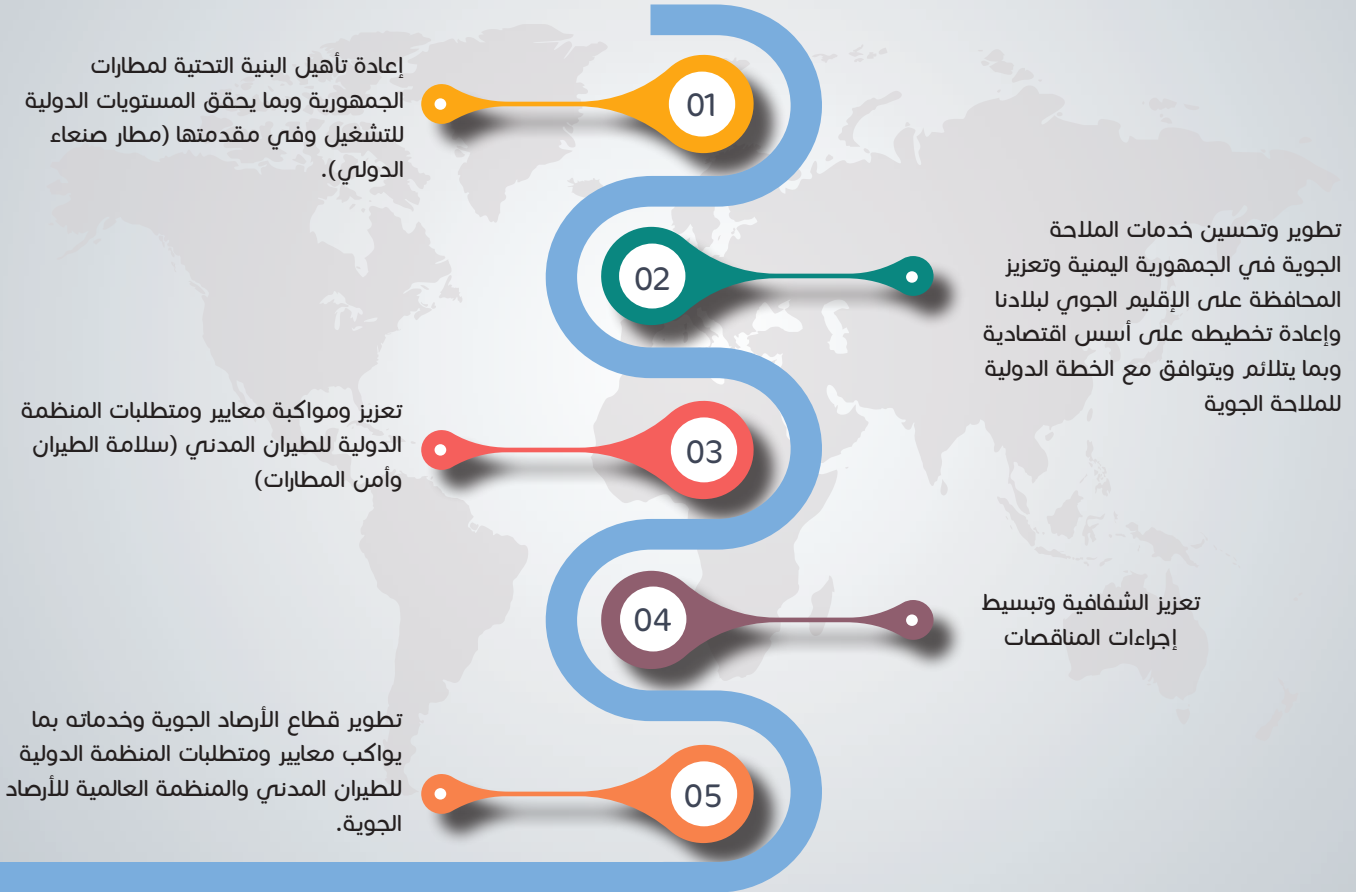 01
إعادة تأهيل البنية التحتية لمطارات
الجمهورية وبما يحقق المستويات الدولية
للتشغيل وفي مقدمتها (مطار صنعاء
الدولي).
02
تطوير وتحسين خدمات الملاحة
الجوية في الجمهورية اليمنية وتعزيز
المحافظة على الإقليم الجوي لبلادنا
وإعادة تخطيطه على أسس اقتصادية
وبما يتلائم ويتوافق مع الخطة الدولية
للملاحة الجوية
03
تعزيز ومواكبة معايير ومتطلبات المنظمة
الدولية للطيران المدني (سلامة الطيران
وأمن المطارات)
04
تعزيز الشفافية وتبسيط
إجراءات المناقصات
05
تطوير قطاع الأرصاد الجوية وخدماته بما
يواكب معايير ومتطلبات المنظمة الدولية
للطيران المدني والمنظمة العالمية للأرصاد
الجوية.